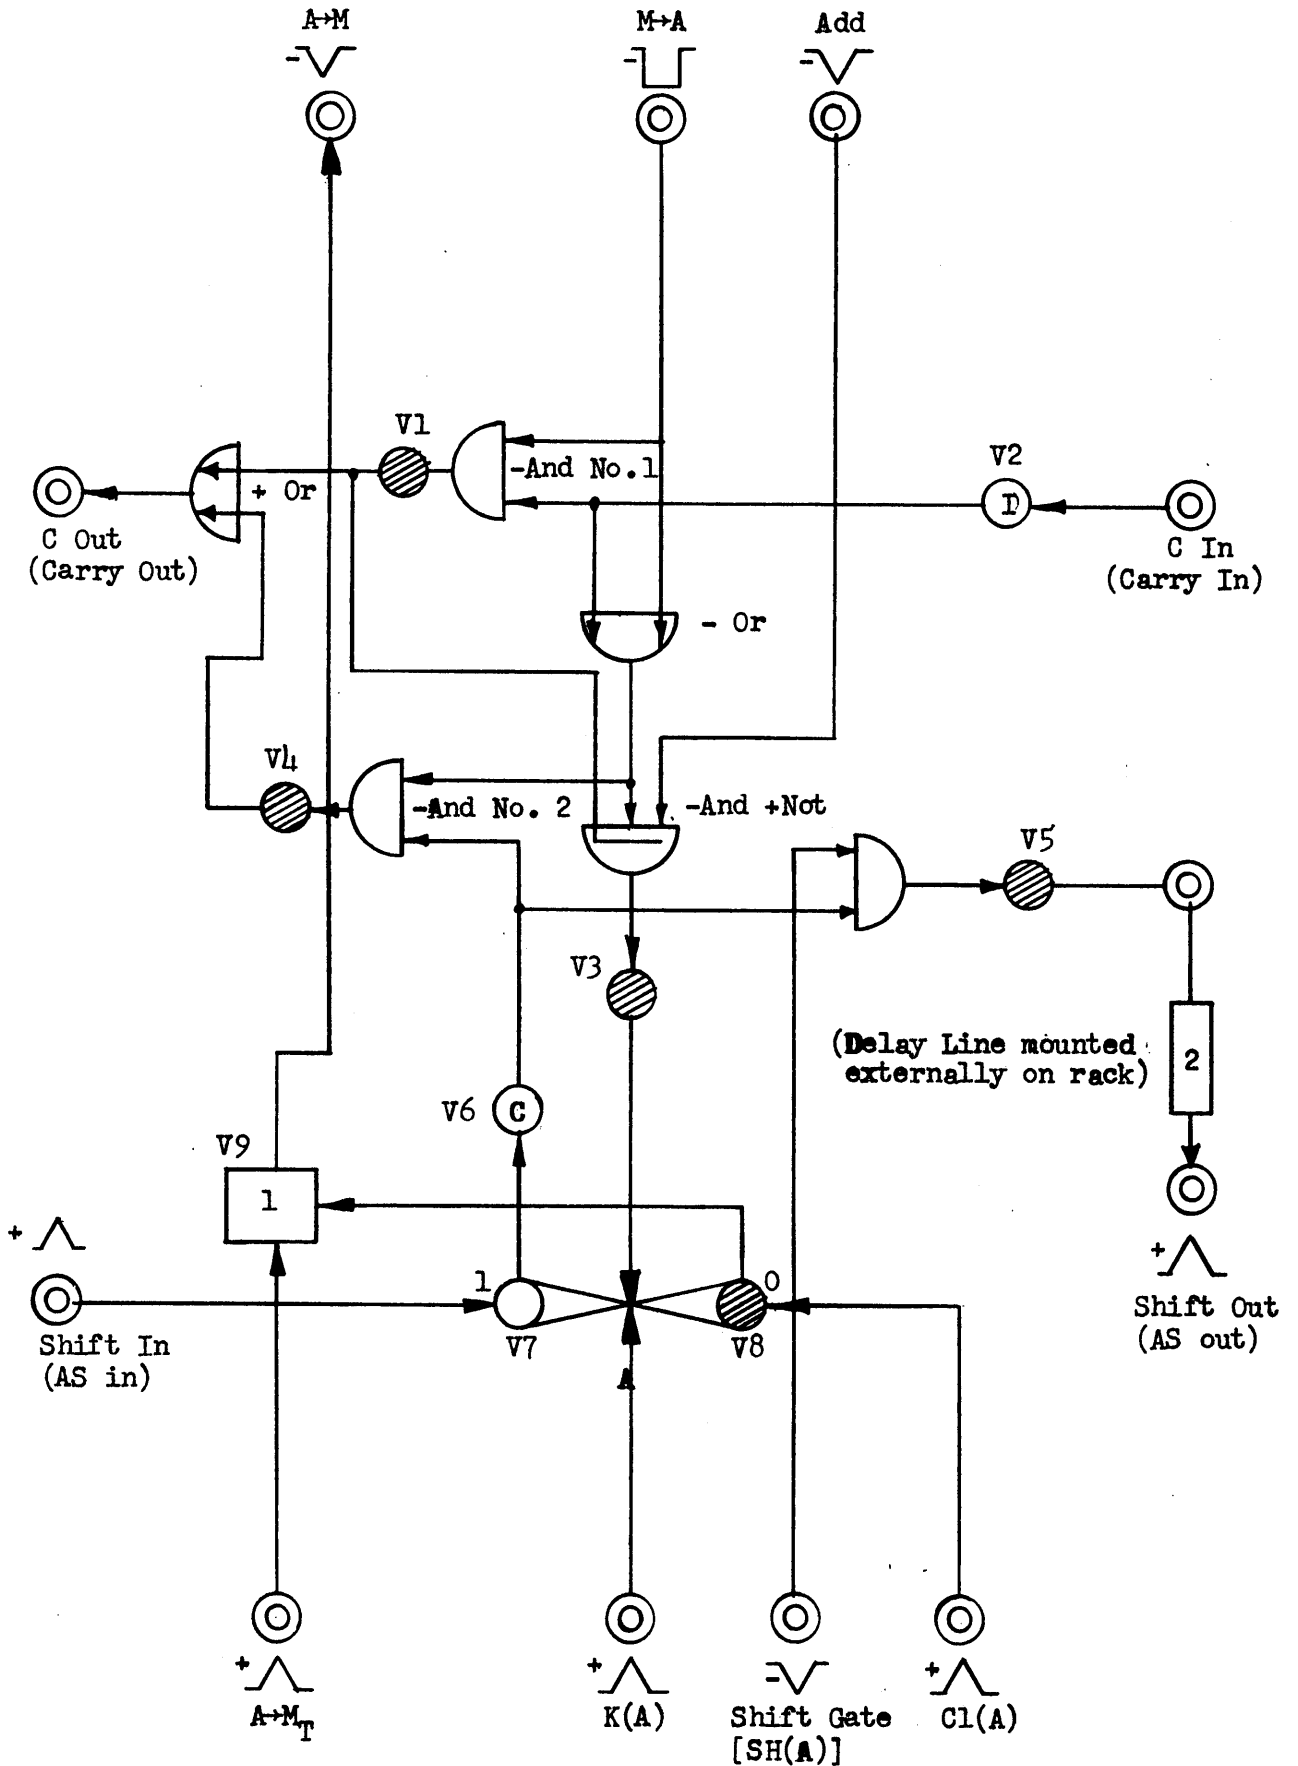 A→M
M→A
Add
-
-
-
V1
V2
-And No.1
+ Or
I
C Out
(Carry Out)
C In
(Carry In)
- Or
V4
-And No. 2
-And +Not
V5
V3
(Delay Line mounted
externally on rack)
2
V6
C
V9
1
+
+
1
0
Shift In
(AS in)
V7
V8
Shift Out
(AS out)
A
+
+
-
+
A→M_T
K(A)
Shift Gate
[SH(A)]
Cl(A)